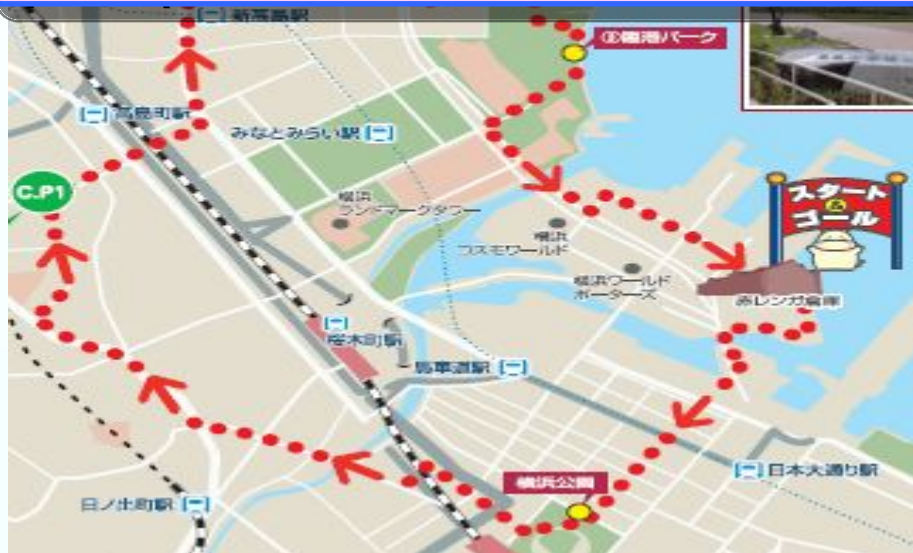 新高島駅
②臨港パーク
高島町駅
みなとみらい駅
スタート
&
ゴール
C.P1
横浜
ランドマークタワー
横浜
コスモワールド
横浜ワールド
ポーターズ
赤レンガ倉庫
桜木町駅
馬車道駅
日本大通り駅
横浜公園
日ノ出町駅